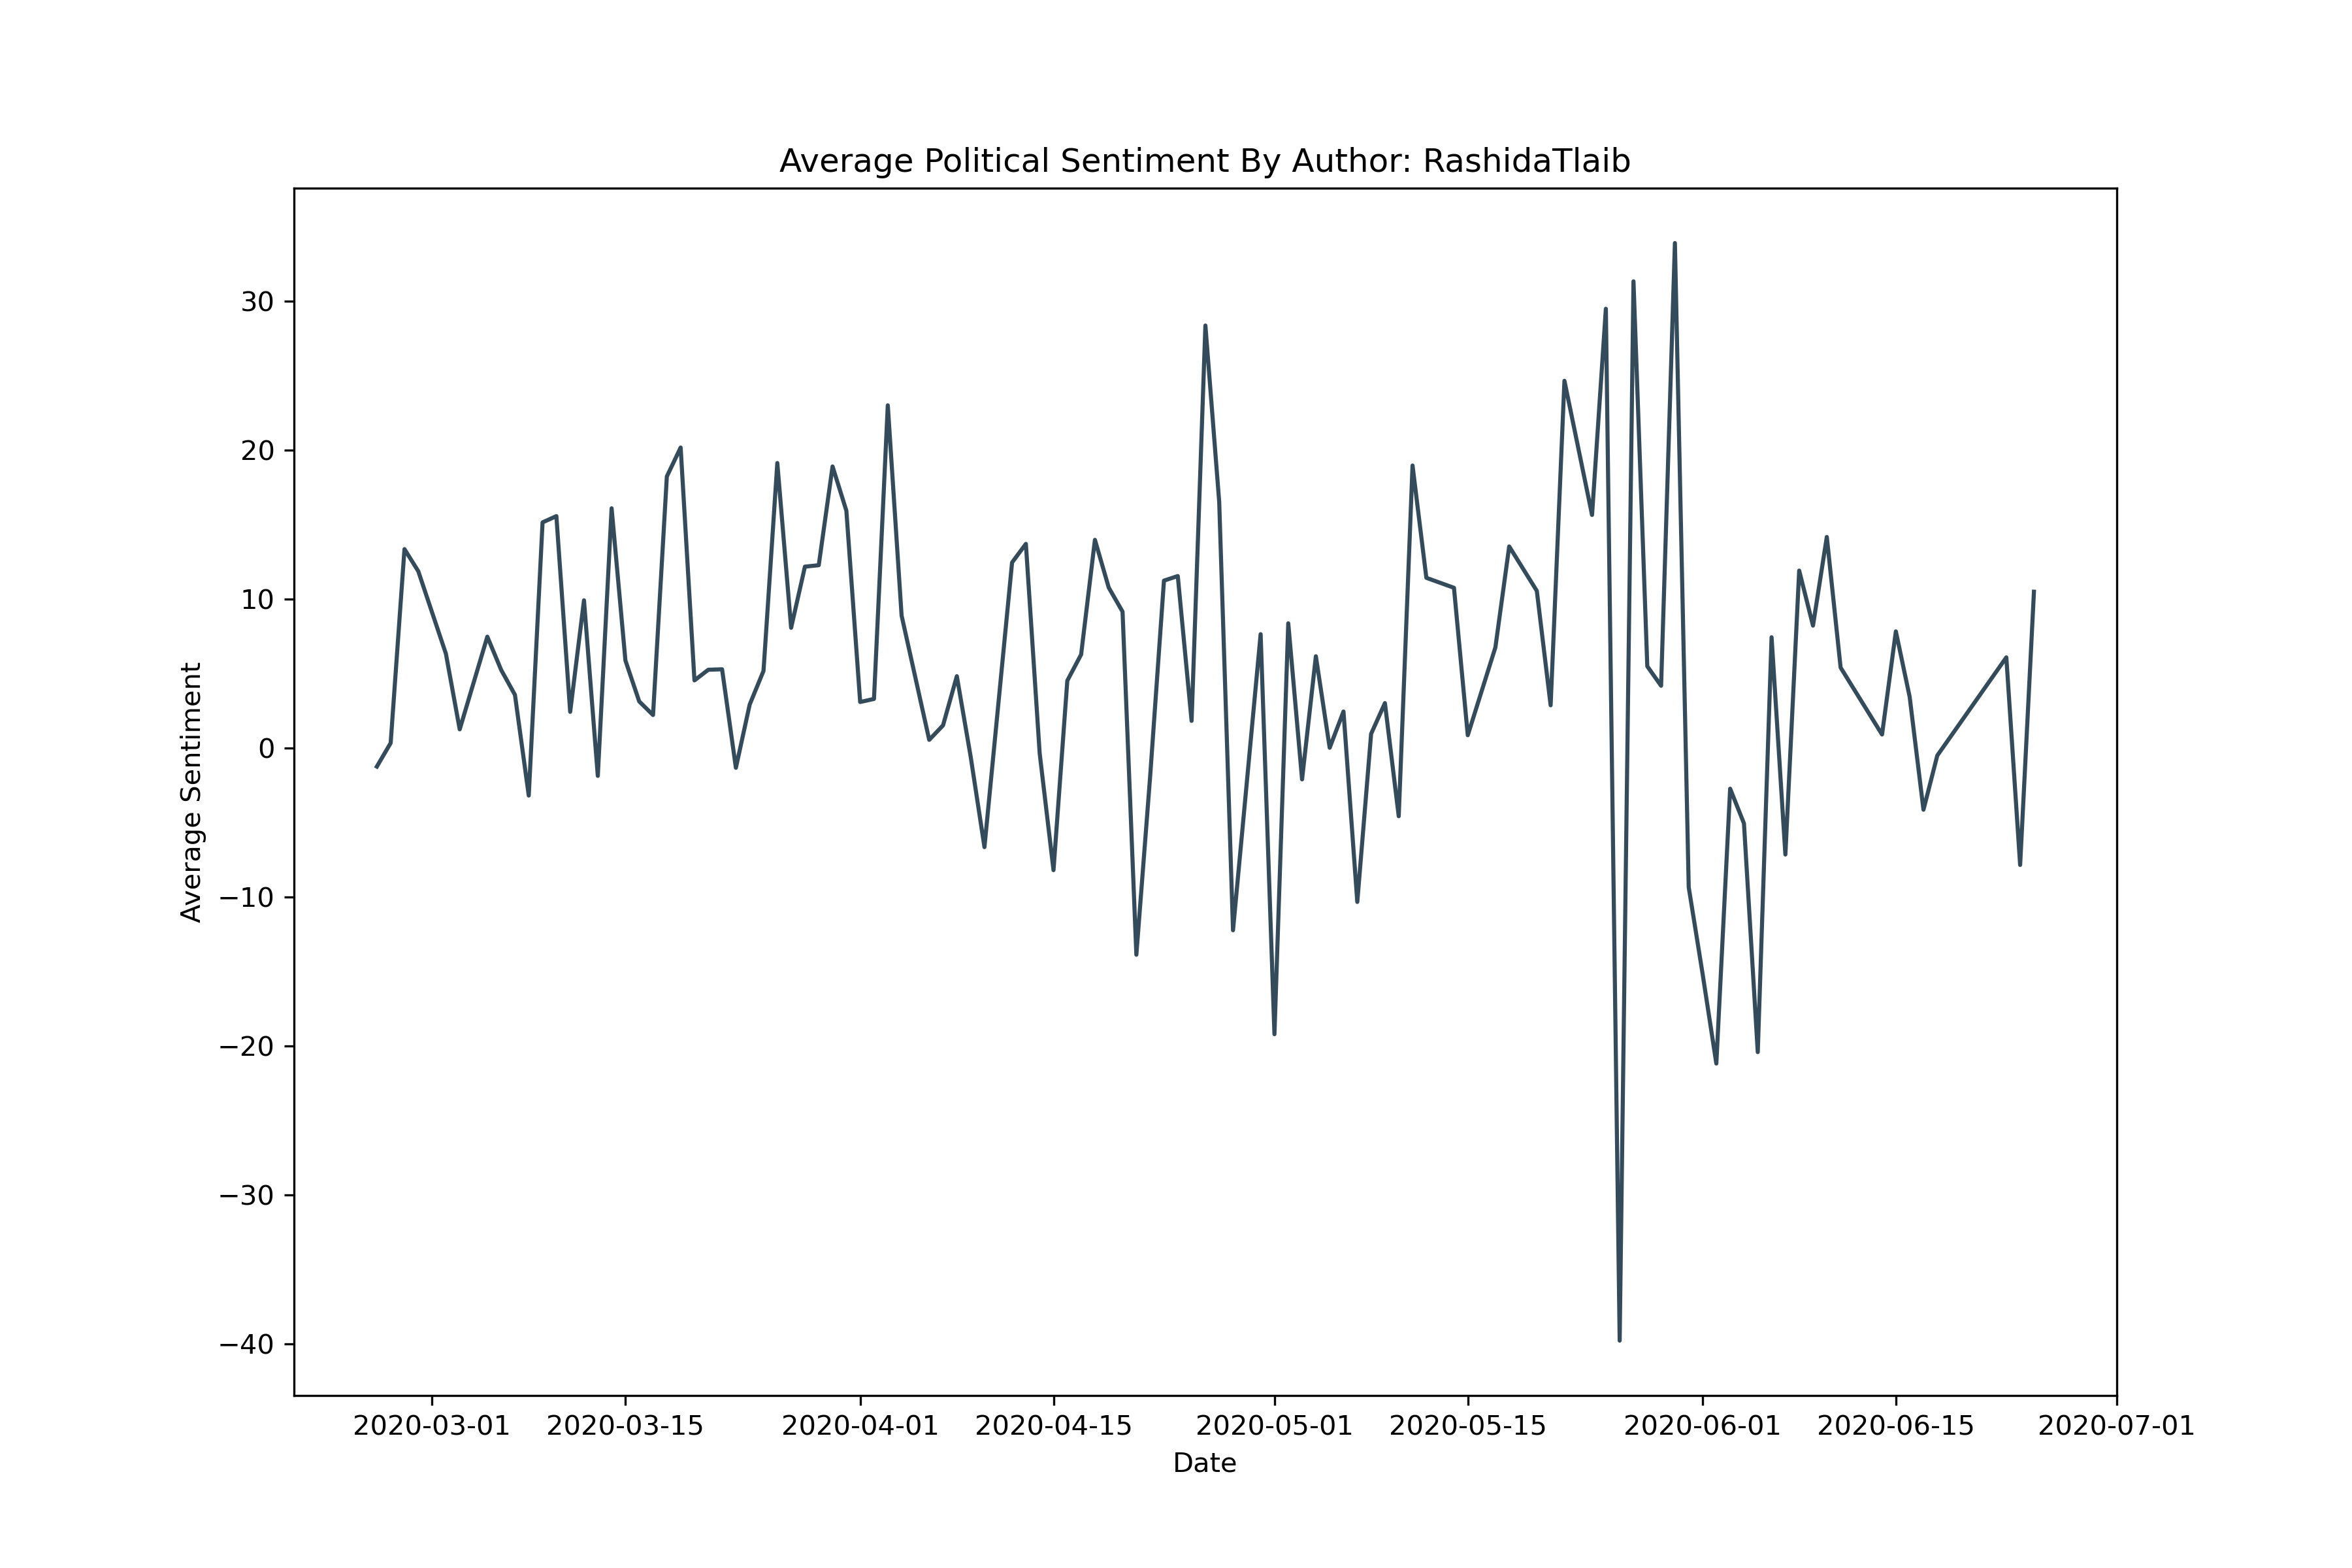 Average Political Sentiment By Author: RashidaTlaib
Average Sentiment
30
20
10
0
−10
−20
−30
−40
2020-03-01 2020-03-15 2020-04-01 2020-04-15 2020-05-01 2020-05-15 2020-06-01 2020-06-15 2020-07-01
Date